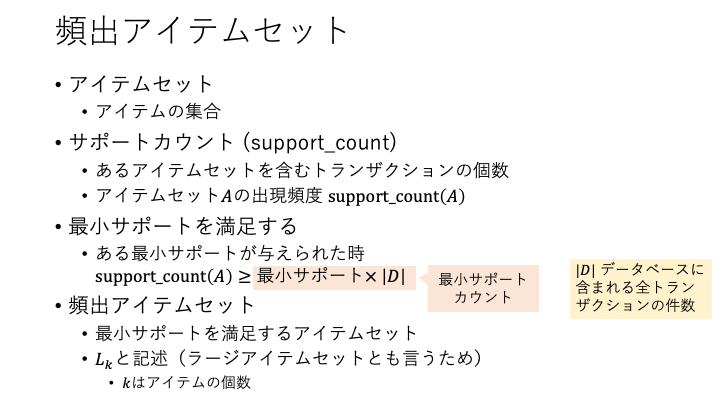 頻出アイテムセット
• アイテムセット
• アイテムの集合
• サポートカウント (support_count)
• あるアイテムセットを含むトランザクションの個数
• アイテムセットAの出現頻度 support_count(A)
• 最小サポートを満足する
• ある最小サポートが与えられた時
support_count(A) ≥ 最小サポート× |D|
最小サポート
カウント
|D| データベースに
含まれる全トラン
ザクションの件数
• 頻出アイテムセット
• 最小サポートを満足するアイテムセット
• Lₖと記述（ラージアイテムセットとも言うため）
• kはアイテムの個数